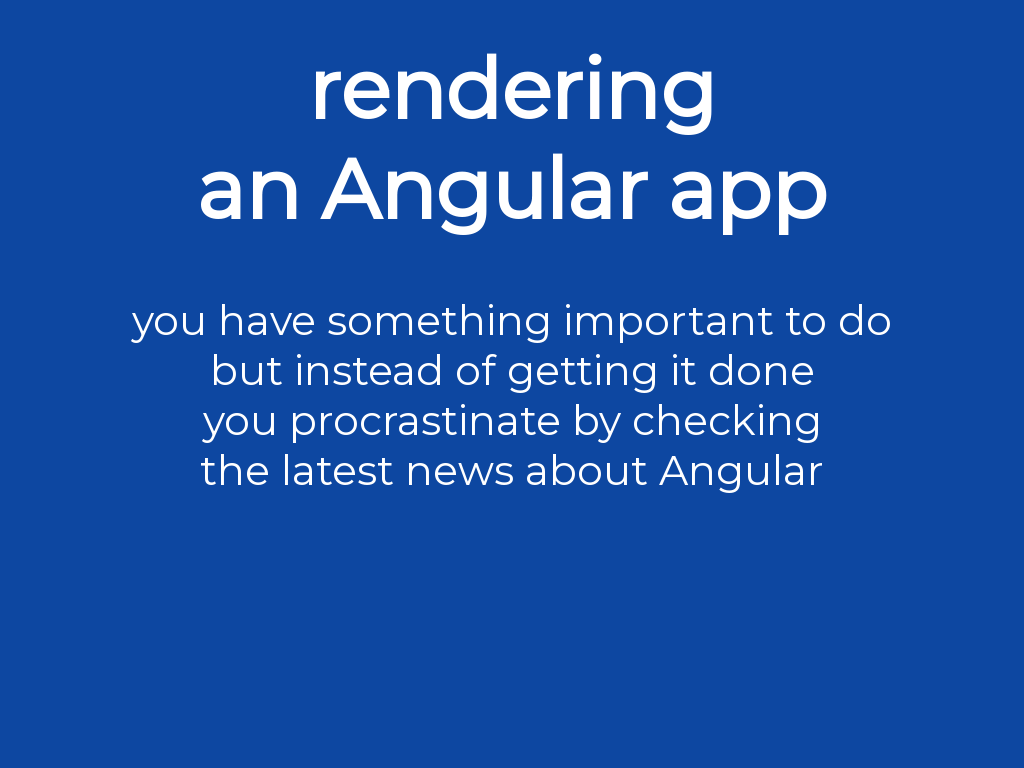 rendering
an Angular app
you have something important to do
but instead of getting it done
you procrastinate by checking
the latest news about Angular